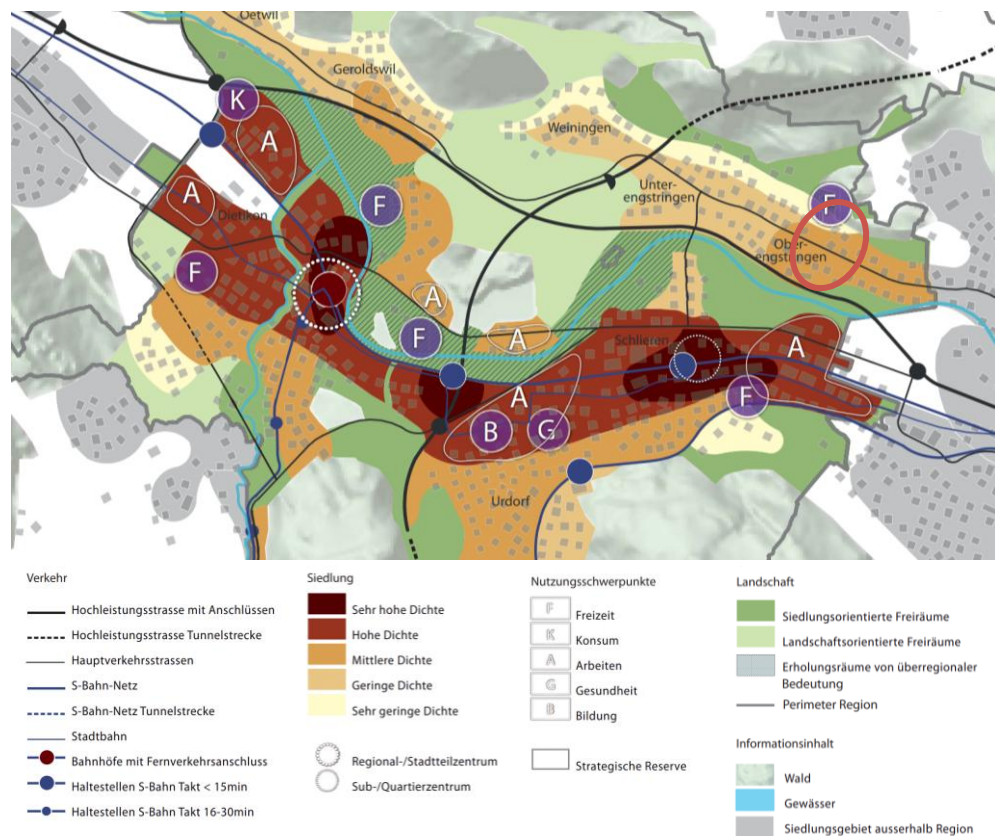 Oetwil
Geroldswil
K
A
Weiningen
Unter-
engstringen
A
F
F
Dietikon
Ober-
engstringen
F
A
F
A
Schlieren
A
A
F
B
G
Urdorf
Verkehr
Hochleistungsstrasse mit Anschlüssen
Hochleistungsstrasse Tunnelstrecke
Hauptverkehrsstrassen
S-Bahn-Netz
S-Bahn-Netz Tunnelstrecke
Stadtbahn
Bahnhöfe mit Fernverkehrsanschluss
Haltestellen S-Bahn Takt < 15min
Haltestellen S-Bahn Takt 16-30min
Siedlung
Sehr hohe Dichte
Hohe Dichte
Mittlere Dichte
Geringe Dichte
Sehr geringe Dichte
Regional-/Stadtteilzentrum
Sub-/Quartierzentrum
Nutzungsschwerpunkte
F Freizeit
K Konsum
A Arbeiten
G Gesundheit
B Bildung
Strategische Reserve
Landschaft
Siedlungsorientierte Freiräume
Landschaftsorientierte Freiräume
Erholungsräume von überregionaler
Bedeutung
Perimeter Region
Informationsinhalt
Wald
Gewässer
Siedlungsgebiet ausserhalb Region